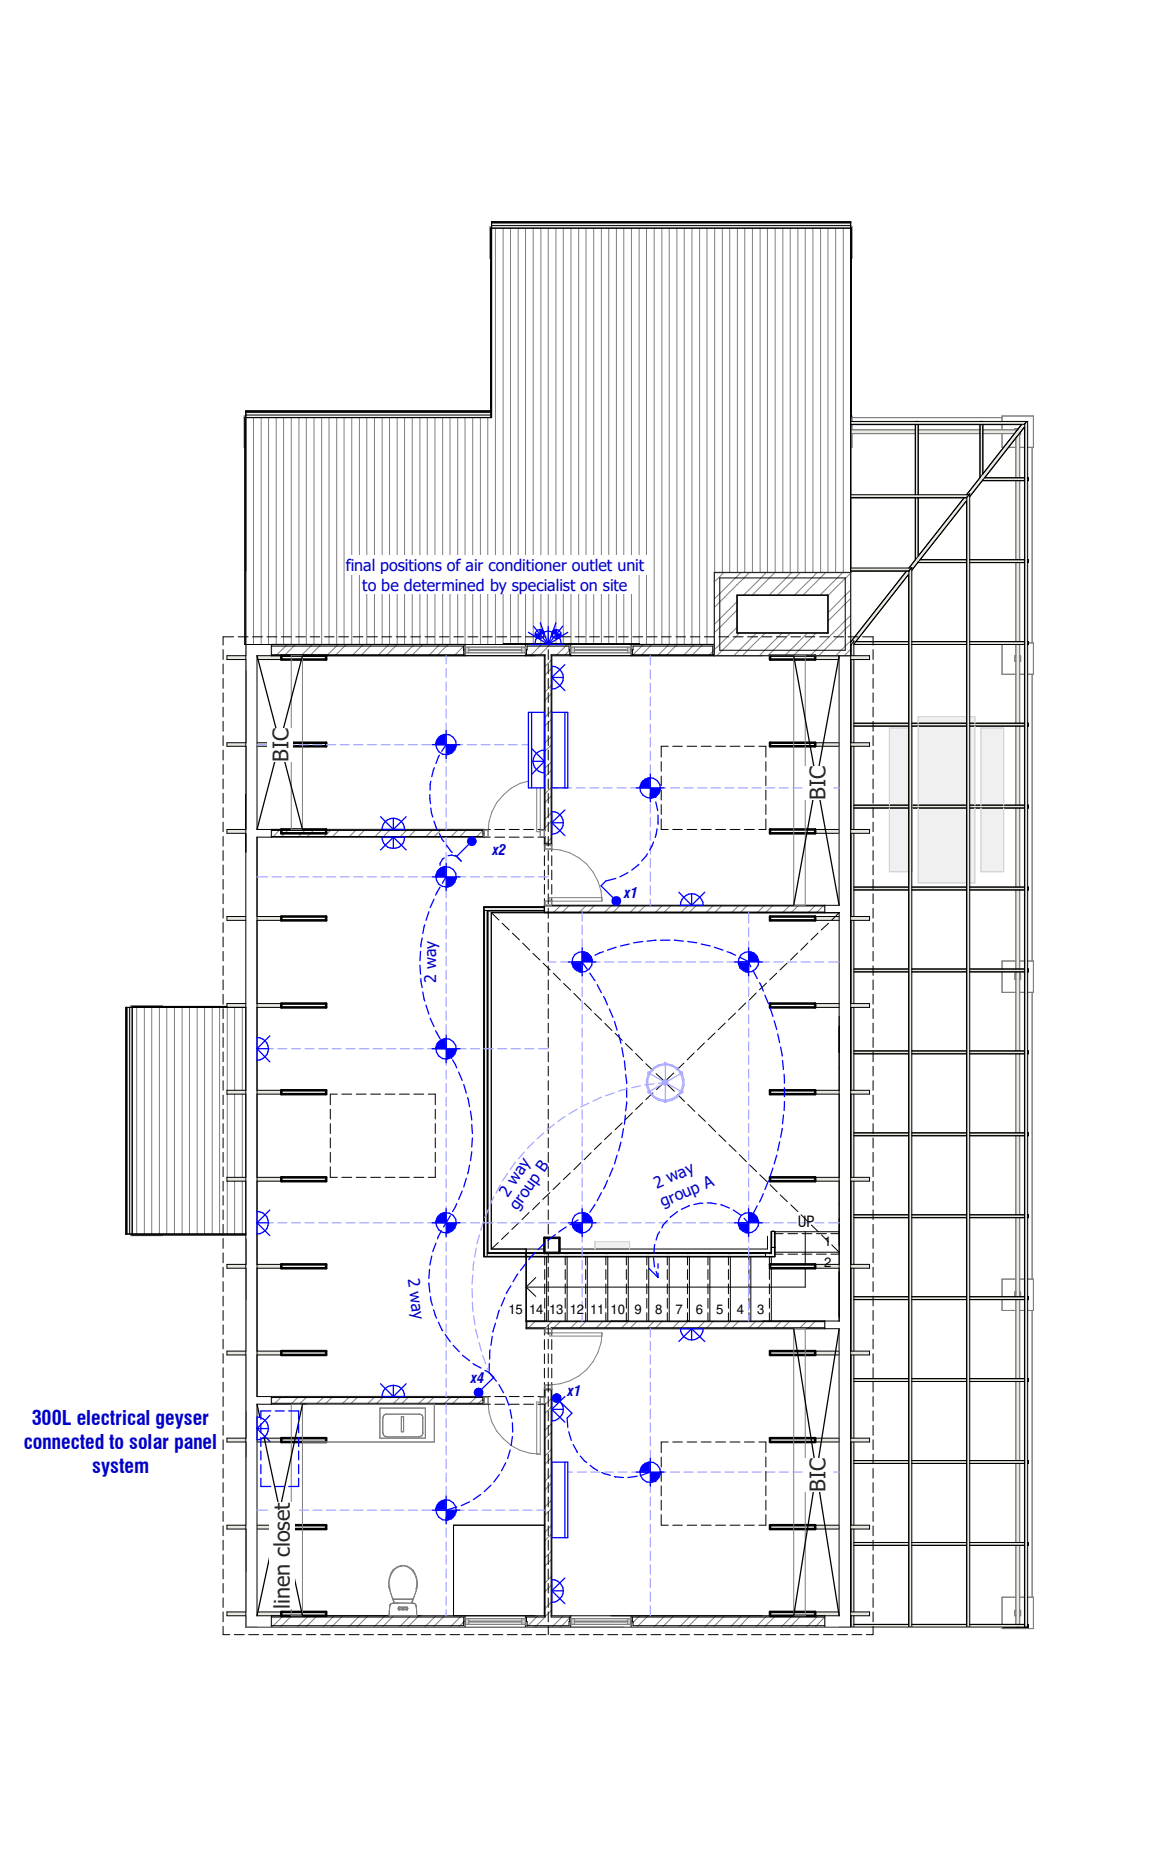 final positions of air conditioner outlet unit
to be determined by specialist on site
BIC
BIC
x2
x1
2 way
2 way
group B
2 way
group A
UP
1
2
2 way
15 14 13 12 11 10 9 8 7 6 5 4 3
x4
x1
300L electrical geyser
connected to solar panel
system
BIC
linen closet